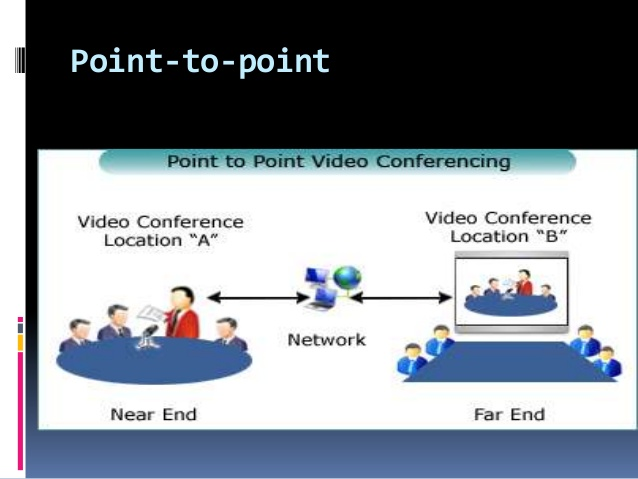 Point-to-point
Point to Point Video Conferencing
Video Conference
Location “A”
Video Conference
Location “B”
Network
Near End
Far End